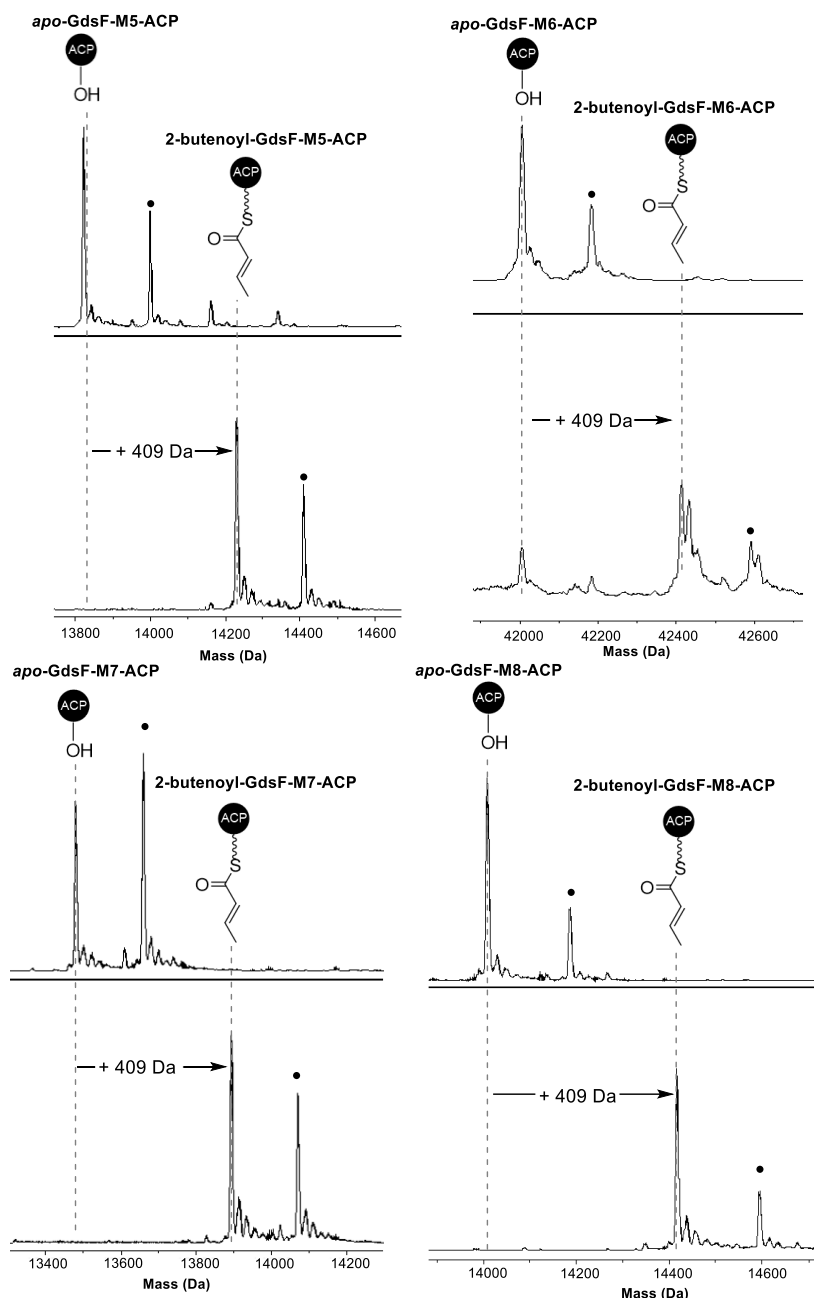 apo-GdsF-M5-ACP
ACP
OH
2-butenoyl-GdsF-M5-ACP
ACP
S
O
+ 409 Da
13800 14000 14200 14400 14600
Mass (Da)
apo-GdsF-M6-ACP
ACP
OH
2-butenoyl-GdsF-M6-ACP
ACP
S
O
+ 409 Da
42000 42200 42400 42600
Mass (Da)
apo-GdsF-M7-ACP
ACP
OH
2-butenoyl-GdsF-M7-ACP
ACP
S
O
+ 409 Da
13400 13600 13800 14000 14200
Mass (Da)
apo-GdsF-M8-ACP
ACP
OH
2-butenoyl-GdsF-M8-ACP
ACP
S
O
+ 409 Da
14000 14200 14400 14600
Mass (Da)